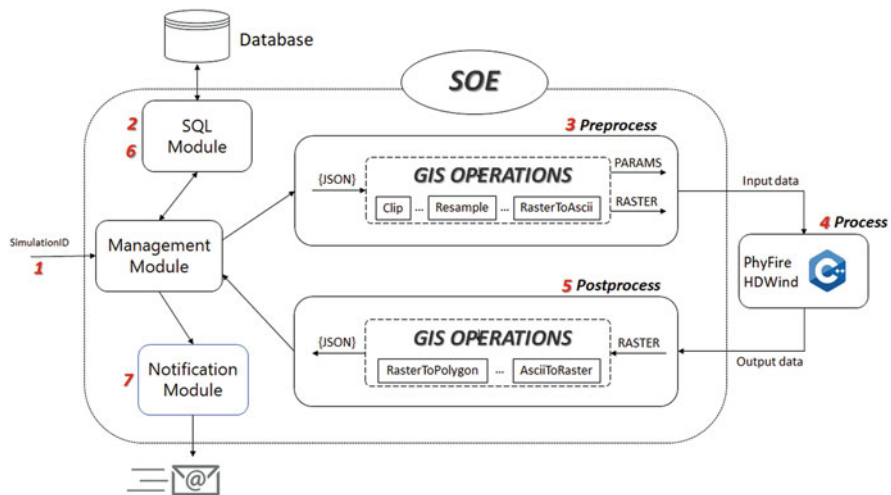 Database
SOE
2
6
SQL
Module
3 Preprocess
{JSON}
GIS OPERATIONS
PARAMS
RASTER
Clip ... Resample ... RasterToAscii
Input data
4 Process
PhyFire
HDWind
C++
SimulationID
1
Management
Module
5 Postprocess
{JSON}
GIS OPERATIONS
RASTER
RasterToPolygon ... AsciiToRaster
Output data
7
Notification
Module
@